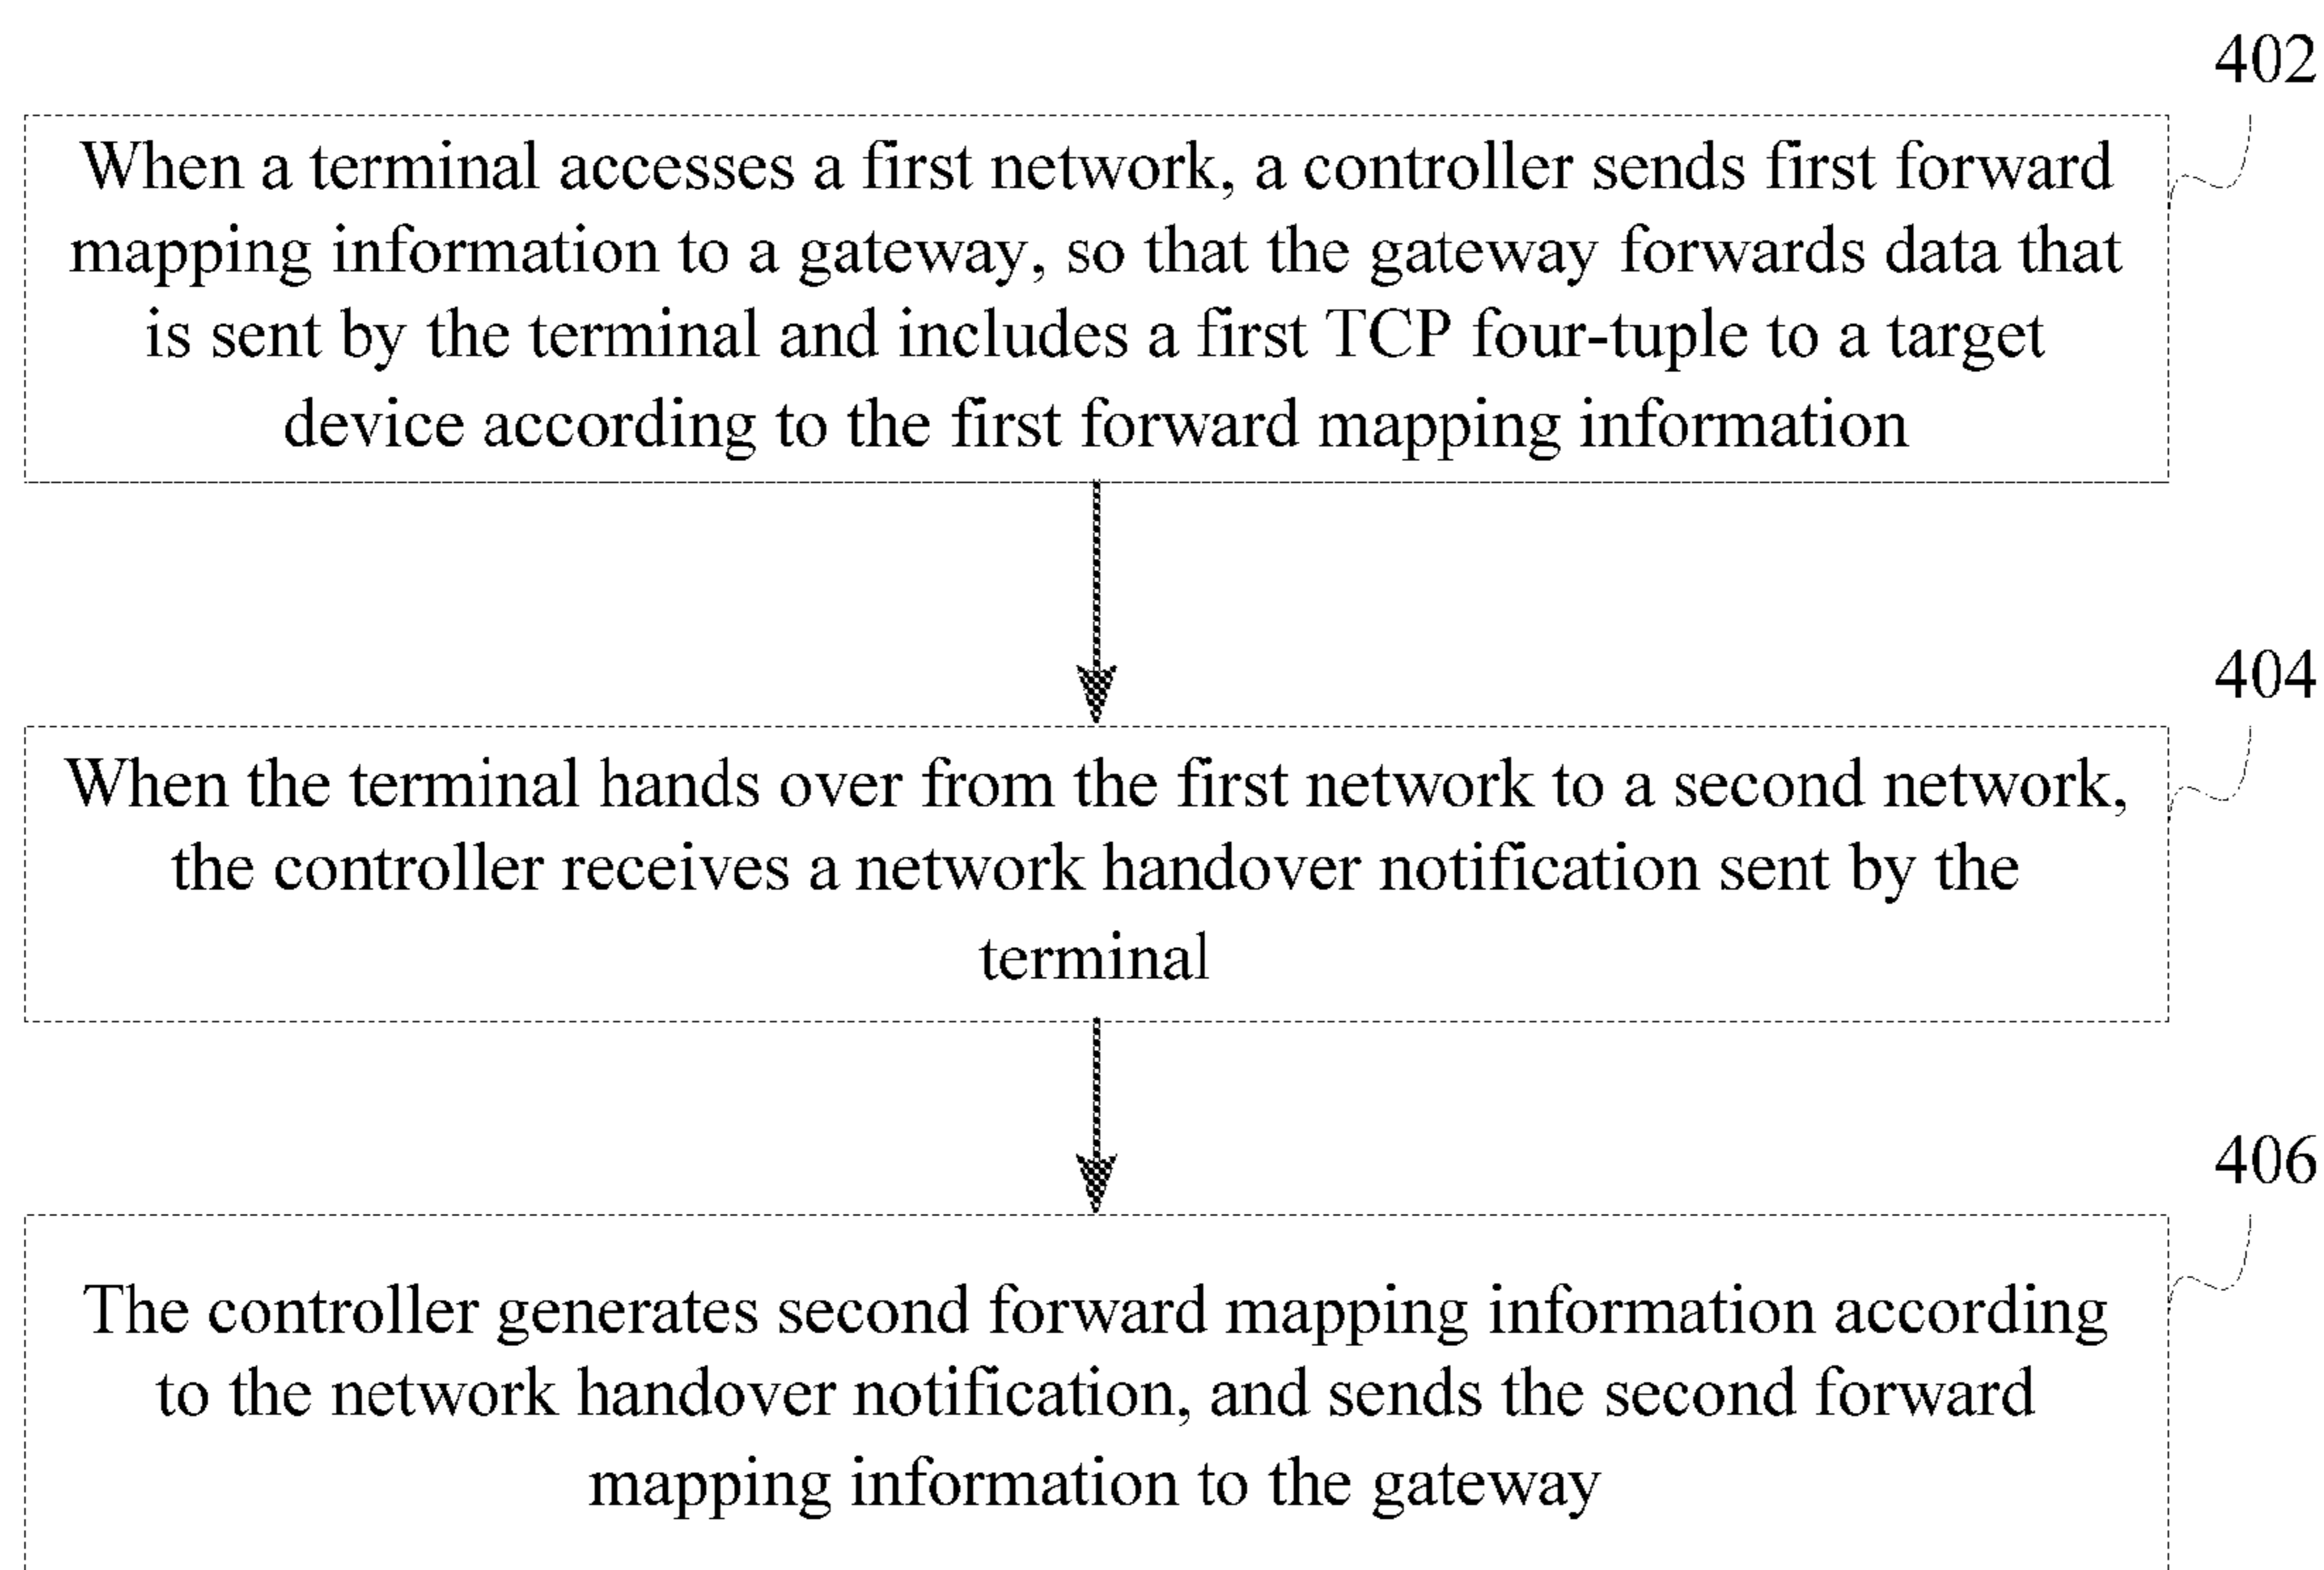 402
When a terminal accesses a first network, a controller sends first forward
mapping information to a gateway, so that the gateway forwards data that
is sent by the terminal and includes a first TCP four-tuple to a target
device according to the first forward mapping information
404
When the terminal hands over from the first network to a second network,
the controller receives a network handover notification sent by the
terminal
406
The controller generates second forward mapping information according
to the network handover notification, and sends the second forward
mapping information to the gateway